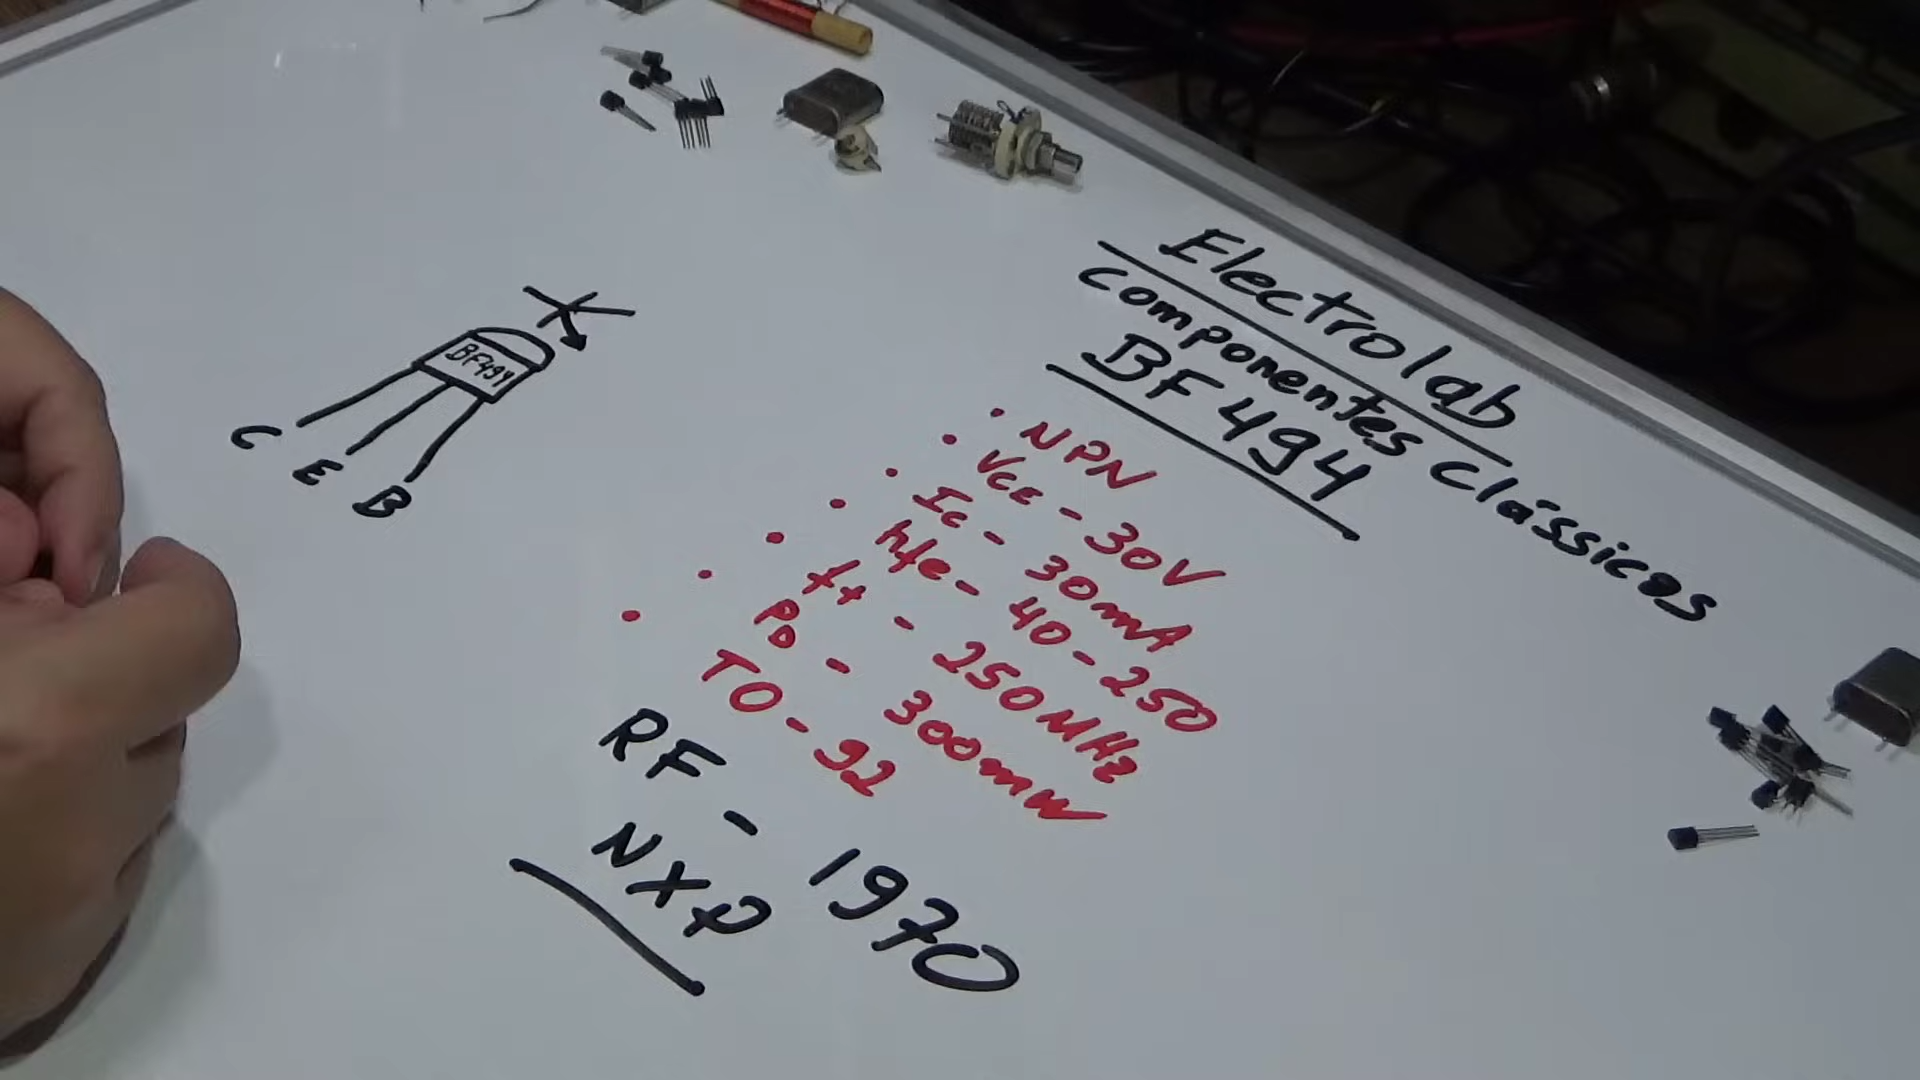 Electrolab
Componentes Clássicos
BF494
• NPN
• VCE - 30V
• Ic - 30mA
• hfe - 40 - 250
• ft - 250MHz
• PD - 300mW
• TO-92
RF - 1970
NXP
BF494
C E B